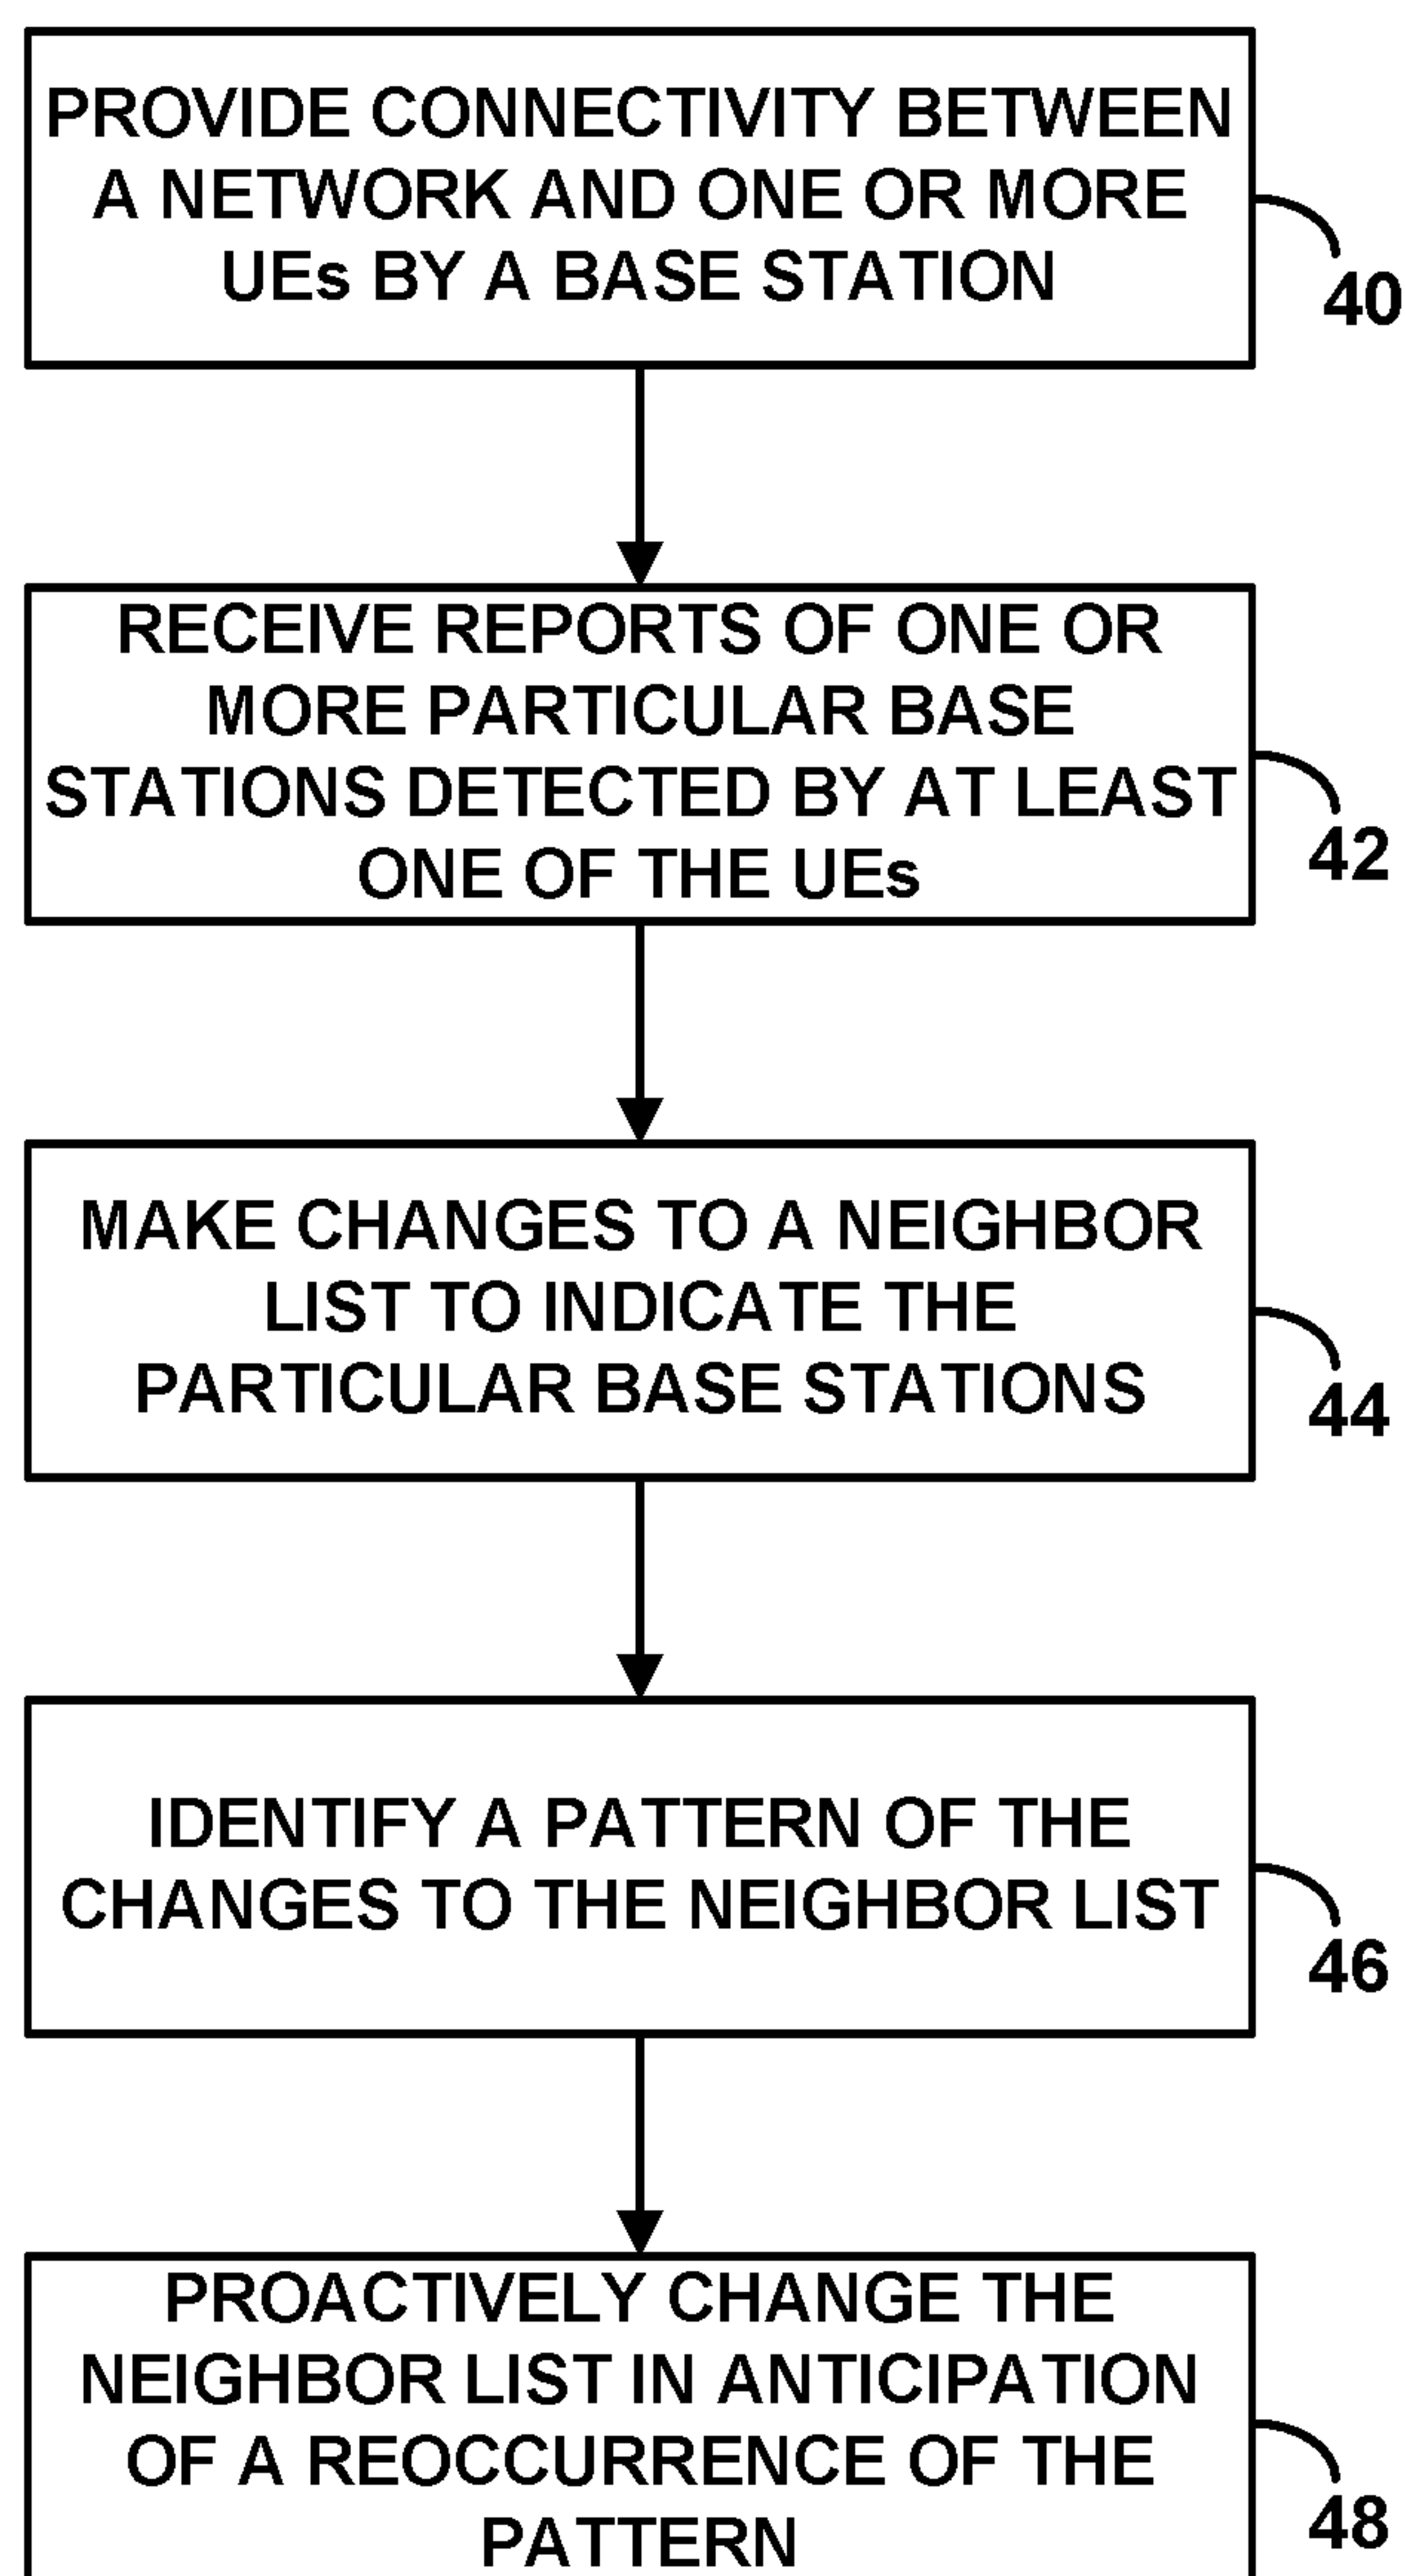 PROVIDE CONNECTIVITY BETWEEN
A NETWORK AND ONE OR MORE
UEs BY A BASE STATION
40
RECEIVE REPORTS OF ONE OR
MORE PARTICULAR BASE
STATIONS DETECTED BY AT LEAST
ONE OF THE UEs
42
MAKE CHANGES TO A NEIGHBOR
LIST TO INDICATE THE
PARTICULAR BASE STATIONS
44
IDENTIFY A PATTERN OF THE
CHANGES TO THE NEIGHBOR LIST
46
PROACTIVELY CHANGE THE
NEIGHBOR LIST IN ANTICIPATION
OF A REOCCURRENCE OF THE
PATTERN
48